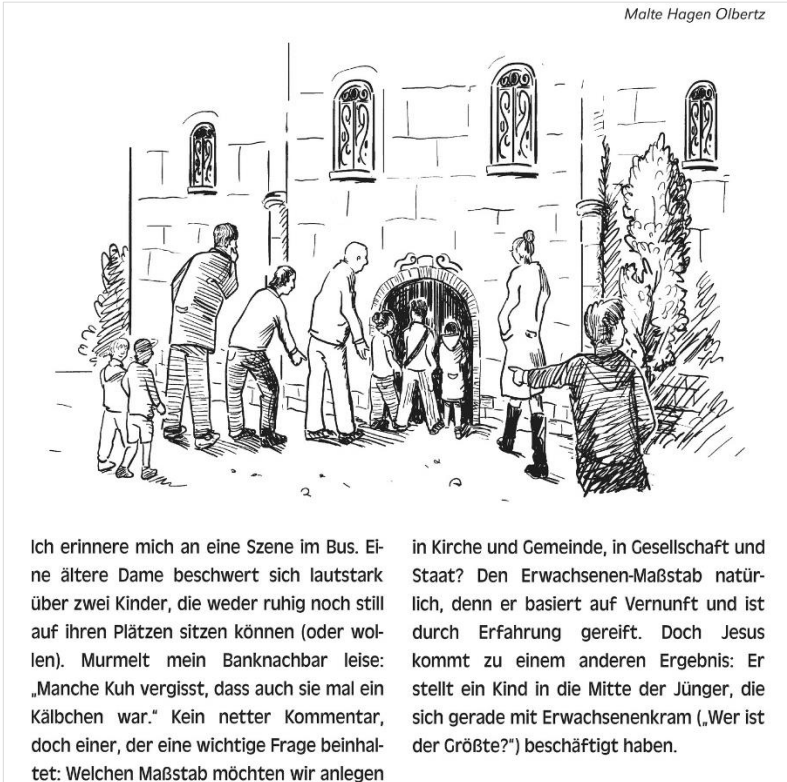 Malte Hagen Olbertz
Ich erinnere mich an eine Szene im Bus. Ei-
ne ältere Dame beschwert sich lautstark
über zwei Kinder, die weder ruhig noch still
auf ihren Plätzen sitzen können (oder wol-
len). Murmelt mein Banknachbar leise:
„Manche Kuh vergisst, dass auch sie mal ein
Kälbchen war.“ Kein netter Kommentar,
doch einer, der eine wichtige Frage beinhal-
tet: Welchen Maßstab möchten wir anlegen
in Kirche und Gemeinde, in Gesellschaft und
Staat? Den Erwachsenen-Maßstab natür-
lich, denn er basiert auf Vernunft und ist
durch Erfahrung gereift. Doch Jesus
kommt zu einem anderen Ergebnis: Er
stellt ein Kind in die Mitte der Jünger, die
sich gerade mit Erwachsenenkram („Wer ist
der Größte?“) beschäftigt haben.